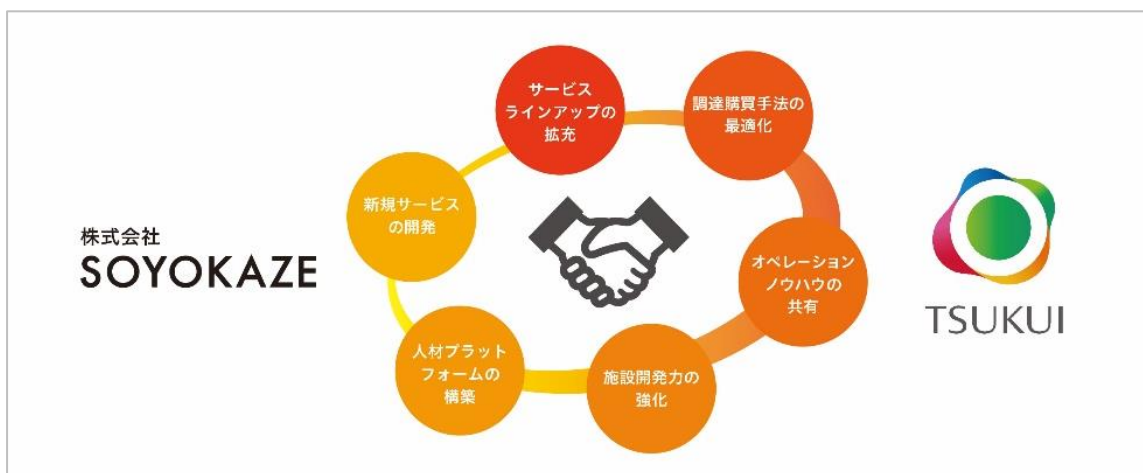 株式会社
SOYOKAZE
サービス
ラインアップの
拡充
調達購買手法の
最適化
オペレーション
ノウハウの
共有
施設開発力の
強化
人材プラット
フォームの
構築
新規サービス
の開発
TSUKUI